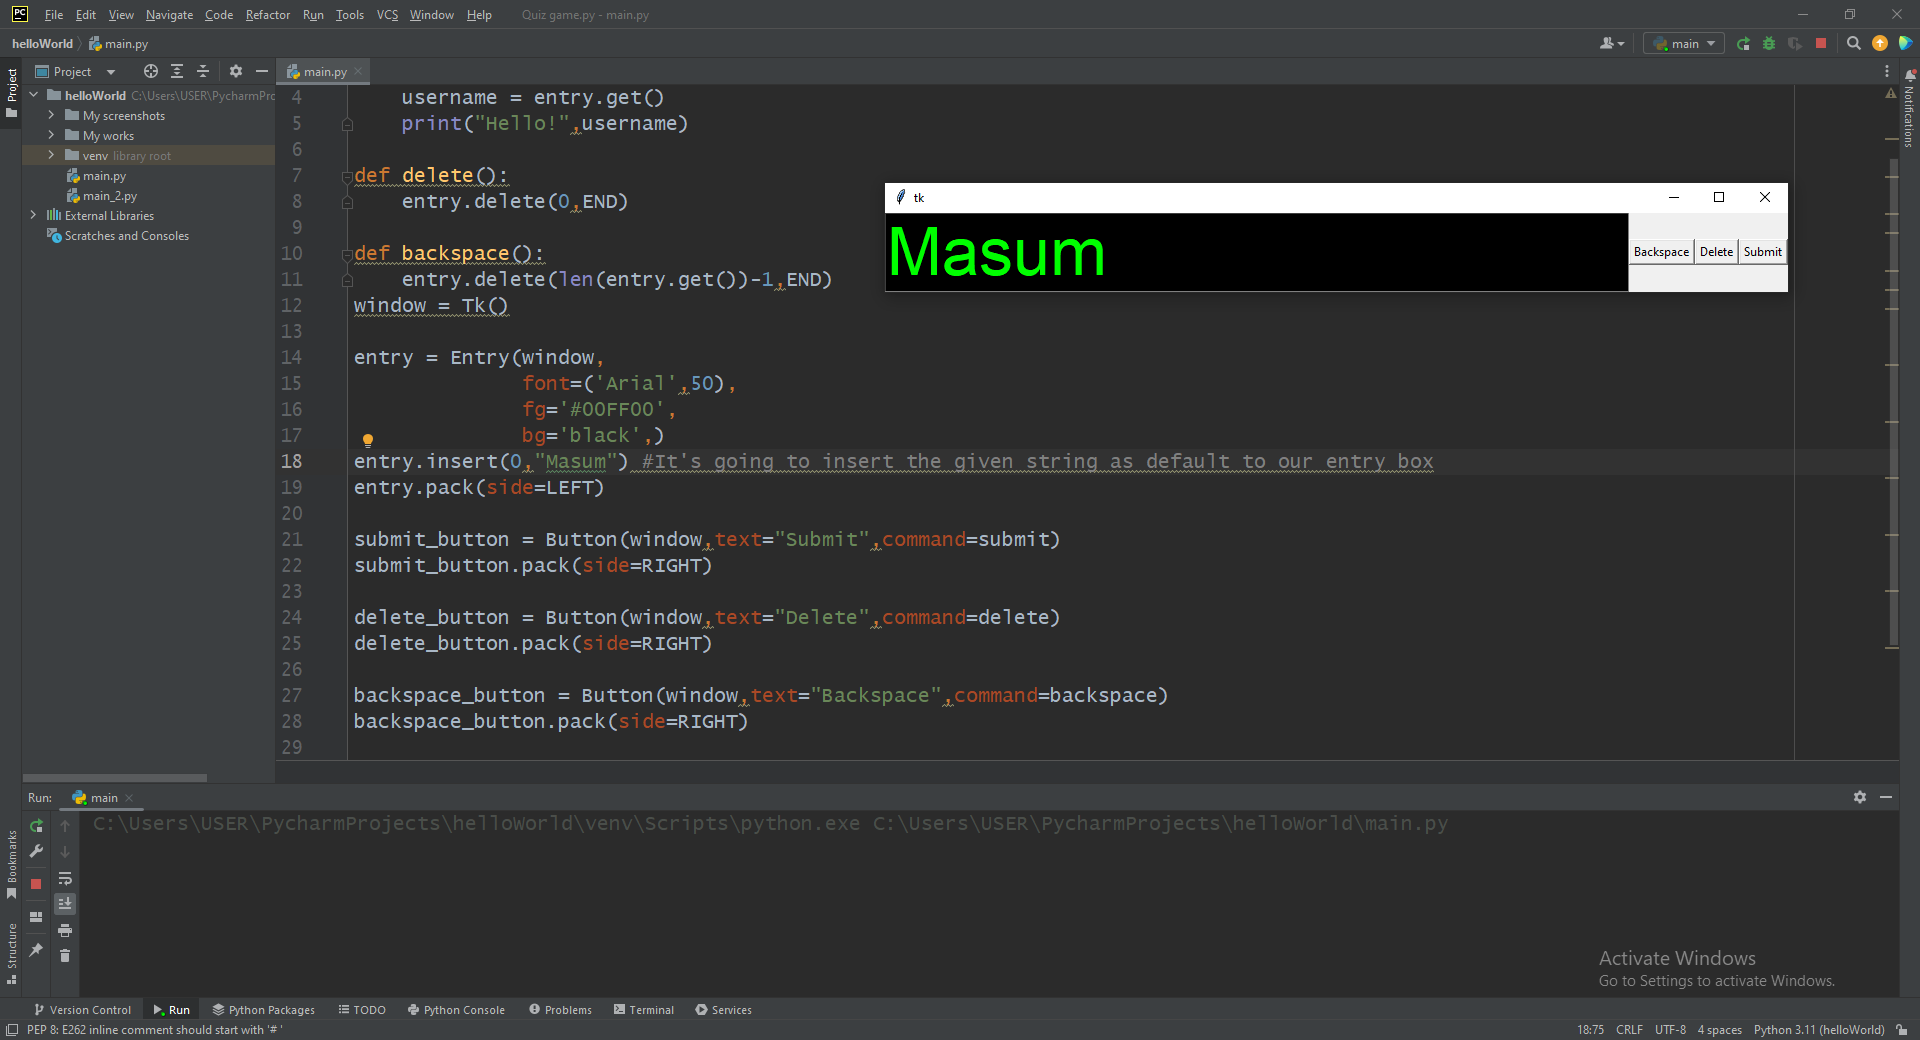 PC File Edit View Navigate Code Refactor Run Tools VCS Window Help Quiz game.py - main.py
helloWorld main.py
main
Project
main.py
Project
Notifications
helloWorld C:\Users\USER\PycharmPro
My screenshots
My works
venv library root
main.py
main_2.py
External Libraries
Scratches and Consoles
4 username = entry.get()
5 print("Hello!",username)
6
7 def delete():
8 entry.delete(0,END)
9
10 def backspace():
11 entry.delete(len(entry.get())-1,END)
12 window = Tk()
13
14 entry = Entry(window,
15 font=('Arial',50),
16 fg='#00FF00',
17 bg='black',)
18 entry.insert(0,"Masum") #It's going to insert the given string as default to our entry box
19 entry.pack(side=LEFT)
20
21 submit_button = Button(window,text="Submit",command=submit)
22 submit_button.pack(side=RIGHT)
23
24 delete_button = Button(window,text="Delete",command=delete)
25 delete_button.pack(side=RIGHT)
26
27 backspace_button = Button(window,text="Backspace",command=backspace)
28 backspace_button.pack(side=RIGHT)
29
tk
Masum
Backspace Delete Submit
Run: main
C:\Users\USER\PycharmProjects\helloWorld\venv\Scripts\python.exe C:\Users\USER\PycharmProjects\helloWorld\main.py
Bookmarks
Structure
Activate Windows
Go to Settings to activate Windows.
Version Control Run Python Packages TODO Python Console Problems Terminal Services
PEP 8: E262 inline comment should start with '# ' 18:75 CRLF UTF-8 4 spaces Python 3.11 (helloWorld)